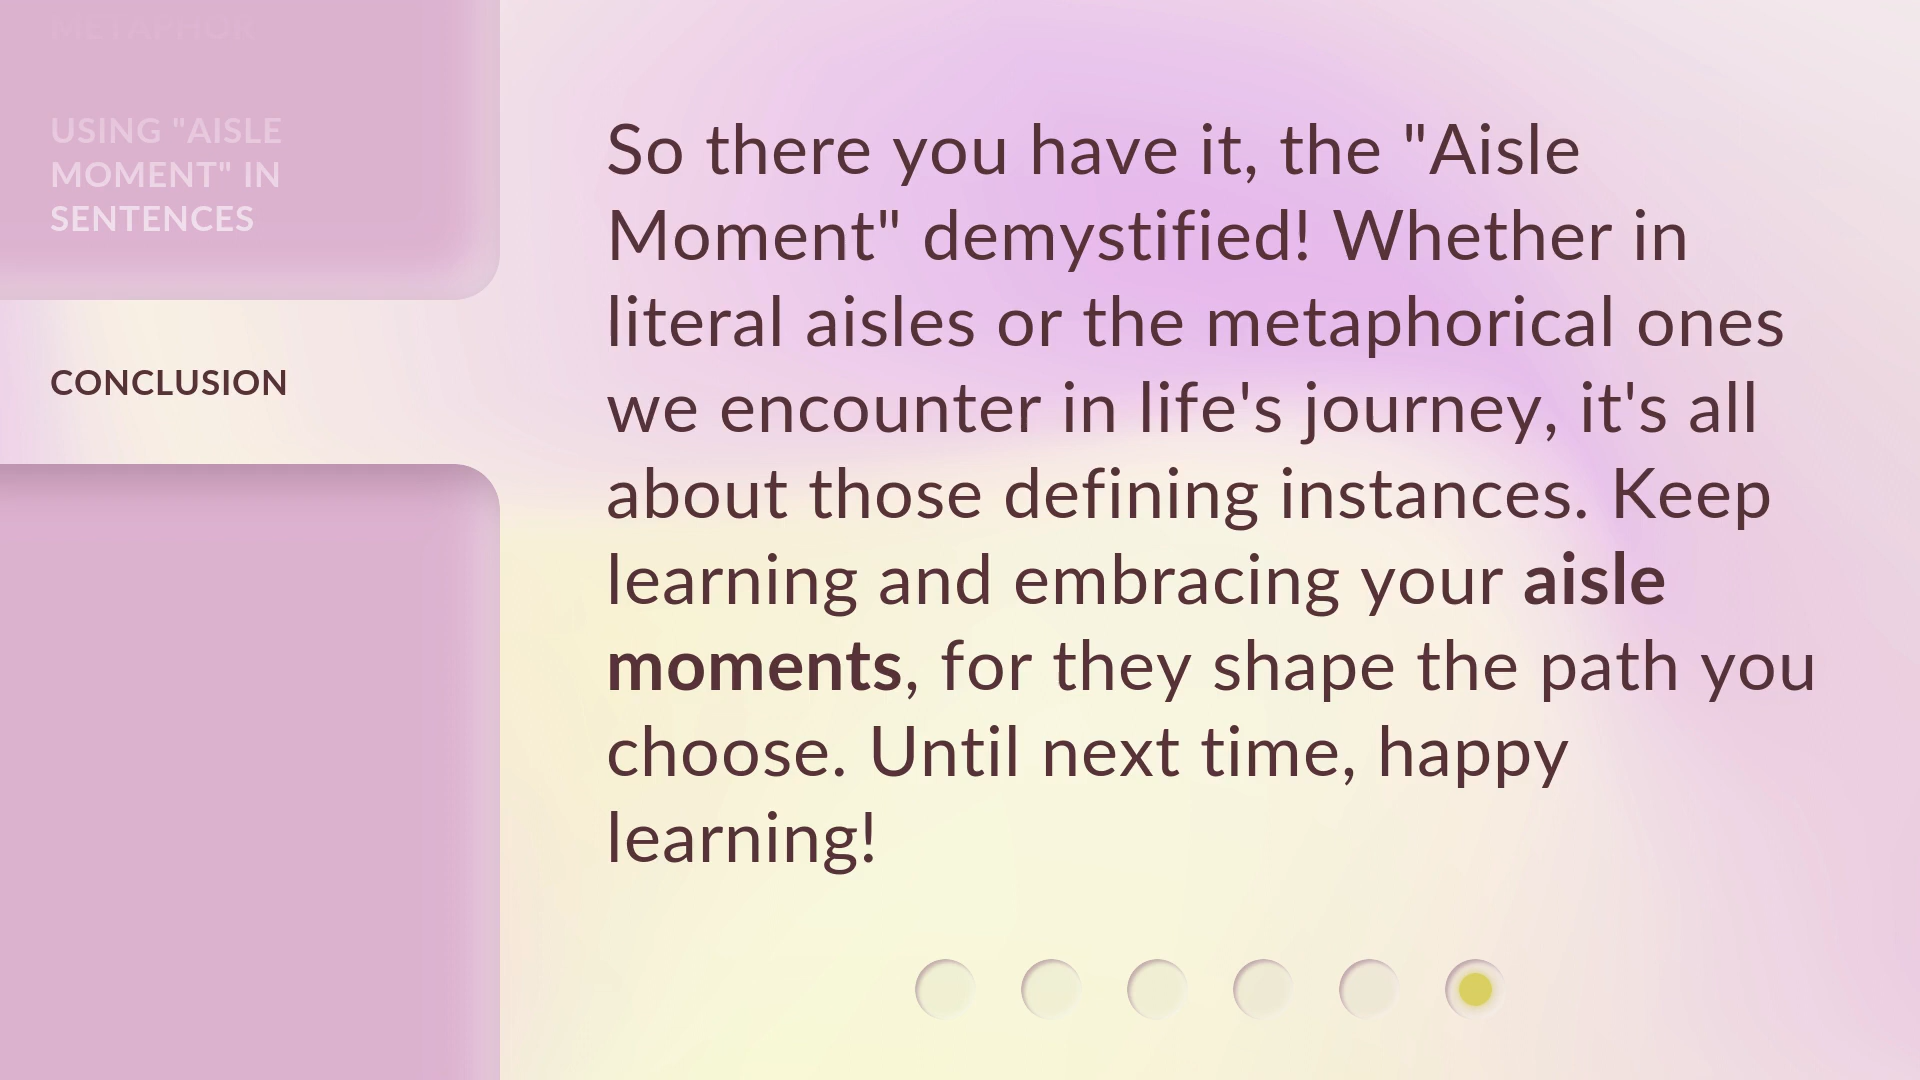 METAPHOR
USING "AISLE
MOMENT" IN
SENTENCES
CONCLUSION
So there you have it, the "Aisle
Moment" demystified! Whether in
literal aisles or the metaphorical ones
we encounter in life's journey, it's all
about those defining instances. Keep
learning and embracing your aisle
moments, for they shape the path you
choose. Until next time, happy
learning!